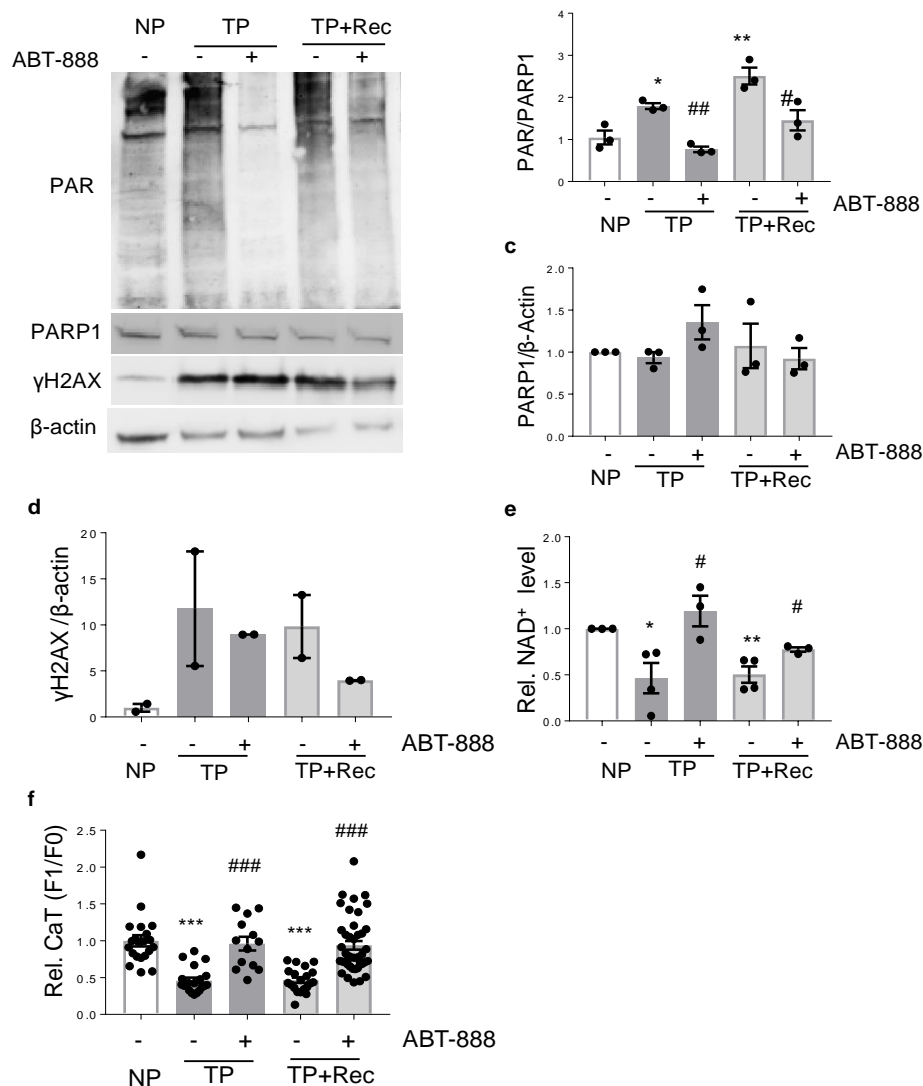 NP TP TP+Rec
ABT-888 - + - +
PAR
PARP1
γH2AX
β-actin
PAR/PARP1
4
3
2
1
0
* ## ** #
- - + - +
ABT-888
NP TP TP+Rec
c
PARP1/β-Actin
2.0
1.5
1.0
0.5
0.0
- - + - +
ABT-888
NP TP TP+Rec
d
γH2AX/β-actin
20
15
10
5
0
- - + - +
ABT-888
NP TP TP+Rec
e
Rel. NAD⁺ level
2.0
1.5
1.0
0.5
0.0
* # ** #
- - + - +
ABT-888
NP TP TP+Rec
f
Rel. CaT (F1/F0)
2.5
2.0
1.5
1.0
0.5
0.0
*** ### *** ###
- - + - +
ABT-888
NP TP TP+Rec